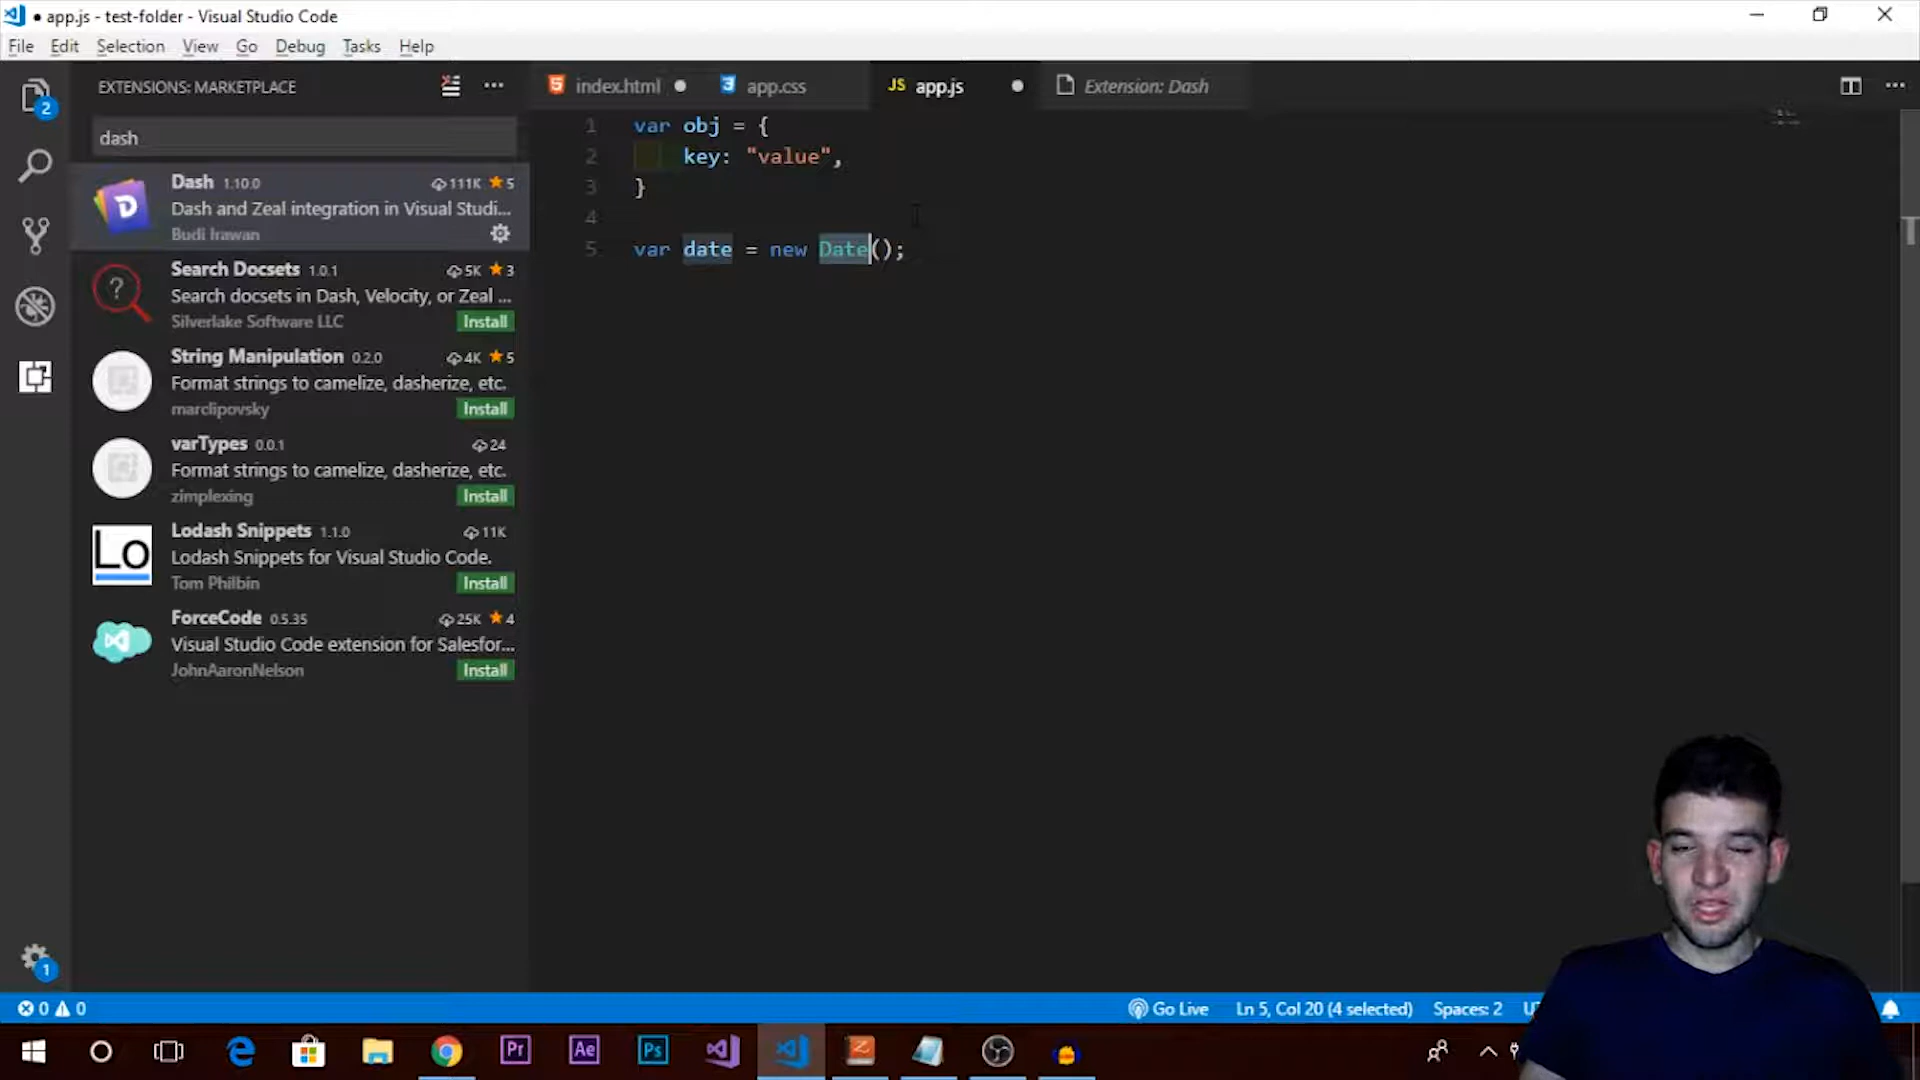 app.js - test-folder - Visual Studio Code
File Edit Selection View Go Debug Tasks Help
2
EXTENSIONS: MARKETPLACE
index.html
app.css
JS app.js
Extension: Dash
dash
Dash 1.10.0 111K 5
Dash and Zeal integration in Visual Studi...
Budi Irawan
Search Docsets 1.0.1 5K 3
Search docsets in Dash, Velocity, or Zeal ...
Silverlake Software LLC Install
String Manipulation 0.2.0 4K 5
Format strings to camelize, dasherize, etc.
marclipovsky Install
varTypes 0.0.1 24
Format strings to camelize, dasherize, etc.
zimplexing Install
Lo
Lodash Snippets 1.1.0 11K
Lodash Snippets for Visual Studio Code.
Tom Philbin Install
ForceCode 0.5.35 25K 4
Visual Studio Code extension for Salesfor...
JohnAaronNelson Install
1 var obj = {
2 key: "value",
3 }
4
5 var date = new Date();
1
0 0
Go Live Ln 5, Col 20 (4 selected) Spaces: 2
Pr Ae Ps